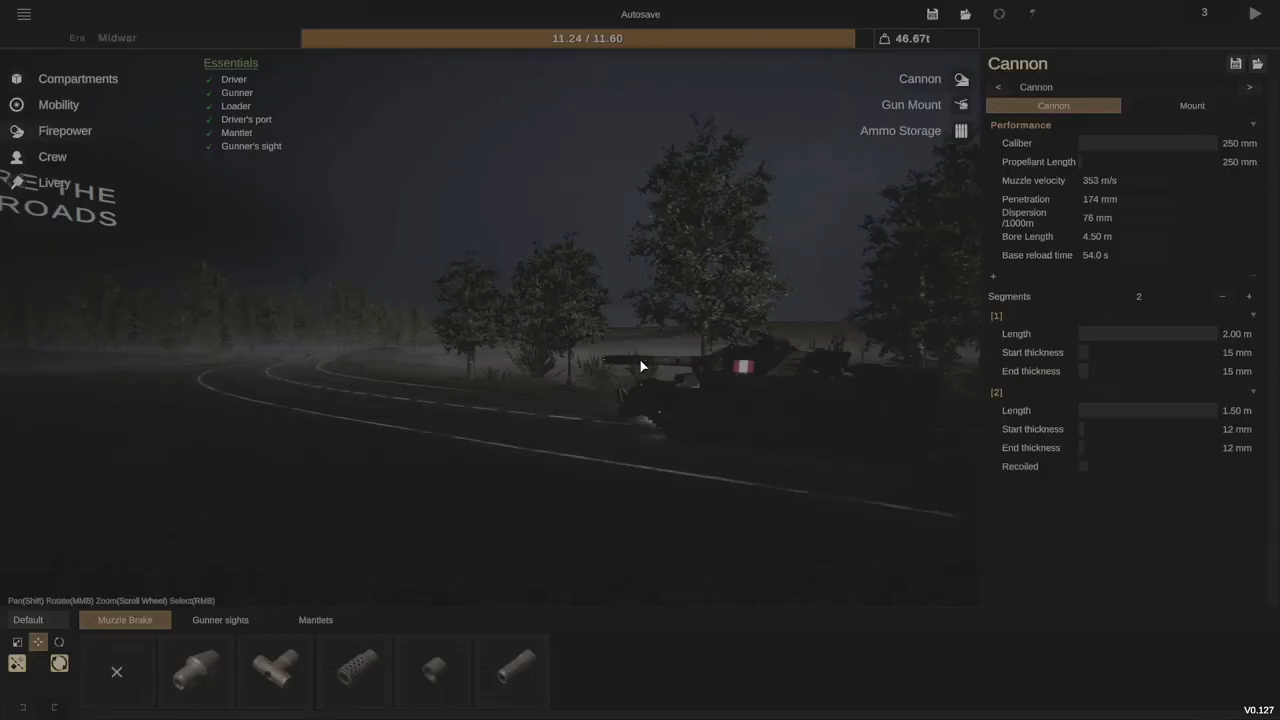 Autosave
3
Era Midwar
11.24 / 11.60
46.67t
Compartments
Mobility
Firepower
Crew
Livery
Essentials
✓ Driver
✓ Gunner
✓ Loader
✓ Driver's port
✓ Mantlet
✓ Gunner's sight
THE
ROADS
Cannon
Gun Mount
Ammo Storage
Cannon
< Cannon >
Cannon Mount
Performance
Caliber 250 mm
Propellant Length 250 mm
Muzzle velocity 353 m/s
Penetration 174 mm
Dispersion
/1000m 76 mm
Bore Length 4.50 m
Base reload time 54.0 s
+ −
Segments 2 − +
[1]
Length 2.00 m
Start thickness 15 mm
End thickness 15 mm
[2]
Length 1.50 m
Start thickness 12 mm
End thickness 12 mm
Recoiled
Pan(Shift) Rotate(MMB) Zoom(Scroll Wheel) Select(RMB)
Default
Muzzle Brake Gunner sights Mantlets
V0.127